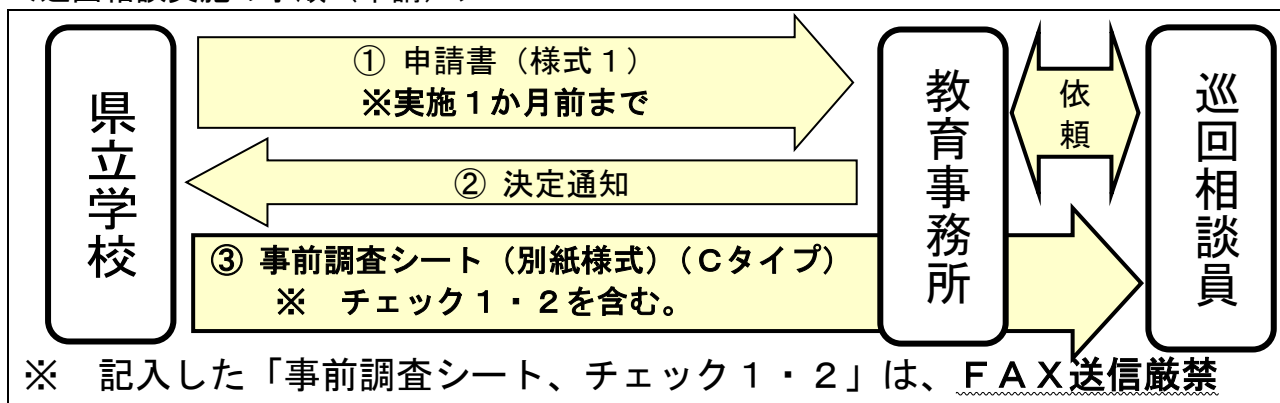 県立学校
① 申請書（様式１）
※実施１か月前まで
② 決定通知
③ 事前調査シート（別紙様式）（Ｃタイプ）
※　チェック１・２を含む。
教育事務所
依頼
巡回相談員
※　記入した「事前調査シート、チェック１・２」は、ＦＡＸ送信厳禁